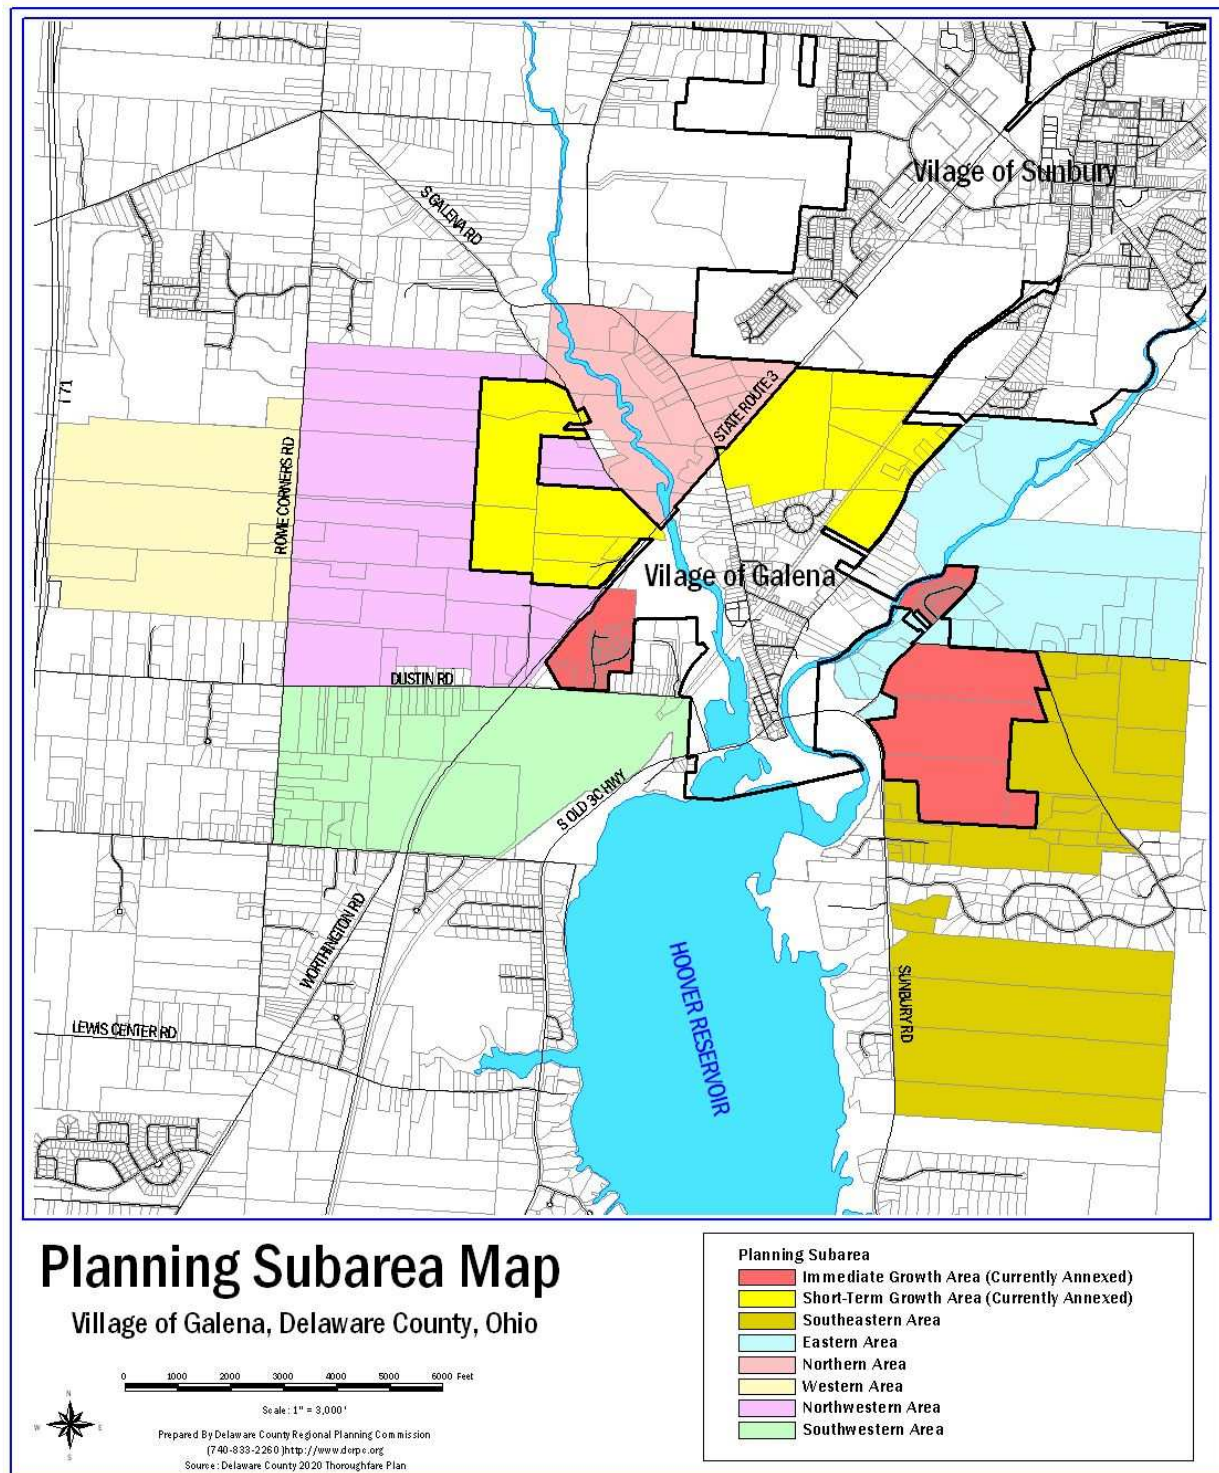 Vilage of Sunbury
S GALENA RD
I 71
STATE ROUTE 3
ROME CORNERS RD
Vilage of Galena
DUSTIN RD
S OLD 3C HWY
WORTHINGTON RD
HOOVER RESERVOIR
SUNBURY RD
LEWIS CENTER RD
Planning Subarea Map
Village of Galena, Delaware County, Ohio
0 1000 2000 3000 4000 5000 6000 Feet
Scale: 1" = 3,000'
N
W E
S
Prepared By Delaware County Regional Planning Commission
(740-833-2260)http://www.dcrpc.org
Source: Delaware County 2020 Thoroughfare Plan
Planning Subarea
Immediate Growth Area (Currently Annexed)
Short-Term Growth Area (Currently Annexed)
Southeastern Area
Eastern Area
Northern Area
Western Area
Northwestern Area
Southwestern Area